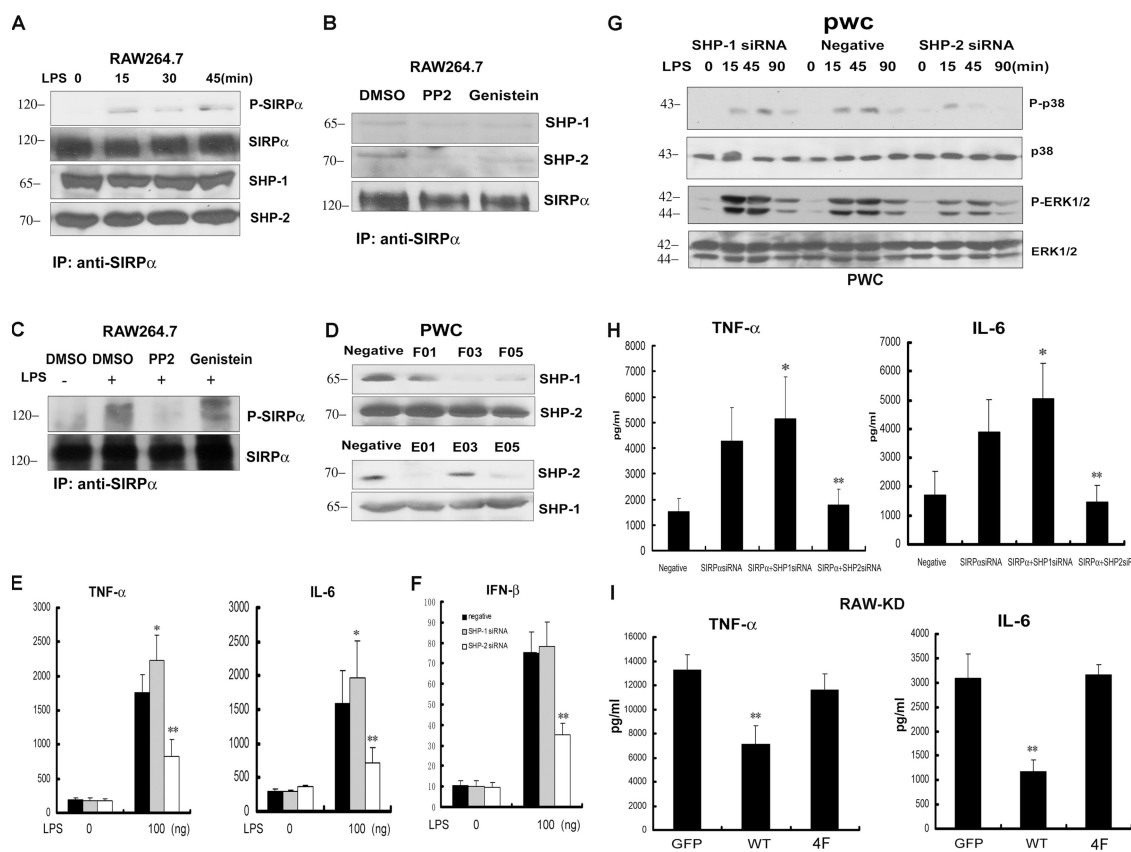 A
RAW264.7
LPS 0 15 30 45(min)
120– P-SIRPα
120– SIRPα
65– SHP-1
70– SHP-2
IP: anti-SIRPα
B
RAW264.7
DMSO PP2 Genistein
65– SHP-1
70– SHP-2
120– SIRPα
IP: anti-SIRPα
C
RAW264.7
DMSO DMSO PP2 Genistein
LPS - + + +
120– P-SIRPα
120– SIRPα
IP: anti-SIRPα
D
PWC
Negative F01 F03 F05
65– SHP-1
70– SHP-2
Negative E01 E03 E05
70– SHP-2
65– SHP-1
E
TNF-α
3000
2500
2000
1500
1000
500
0
*
**
LPS 0 100 (ng)
IL-6
3000
2500
2000
1500
1000
500
0
*
**
LPS 0 100 (ng)
F
IFN-β
100
90
80
70
60
50
40
30
20
10
0
negative
SHP-1 siRNA
SHP-2 siRNA
**
LPS 0 100 (ng)
G
pwc
SHP-1 siRNA Negative SHP-2 siRNA
LPS 0 15 45 90 0 15 45 90 0 15 45 90(min)
43– P-p38
43– p38
42– P-ERK1/2
44–
42– ERK1/2
44–
PWC
H
TNF-α
pg/ml
8000
7000
6000
5000
4000
3000
2000
1000
0
*
**
Negative SIRPαsiRNA SIRPα+SHP1siRNA SIRPα+SHP2siRNA
IL-6
pg/ml
8000
7000
6000
5000
4000
3000
2000
1000
0
*
**
Negative SIRPαsiRNA SIRPα+SHP1siRNA SIRPα+SHP2siR
I
RAW-KD
TNF-α
pg/ml
16000
14000
12000
10000
8000
6000
4000
2000
0
**
GFP WT 4F
IL-6
pg/ml
4000
3500
3000
2500
2000
1500
1000
500
0
**
GFP WT 4F